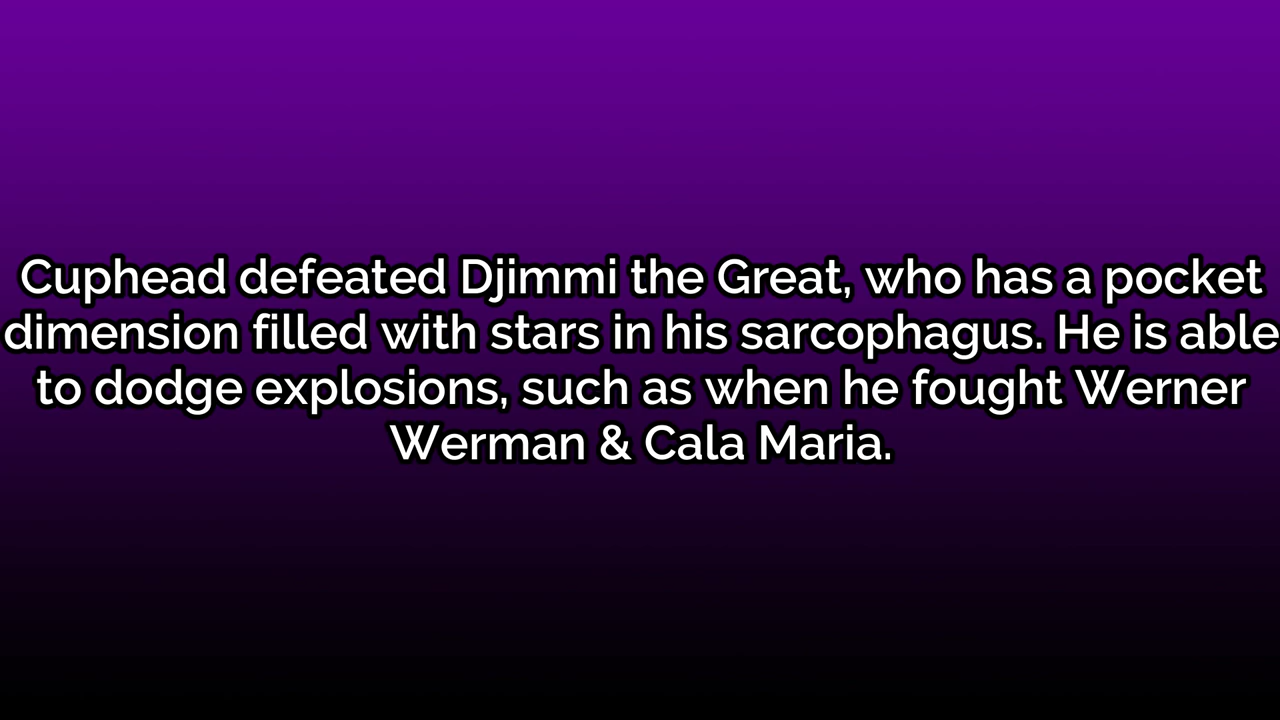 Cuphead defeated Djimmi the Great, who has a pocket
dimension filled with stars in his sarcophagus. He is able
to dodge explosions, such as when he fought Werner
Werman & Cala Maria.